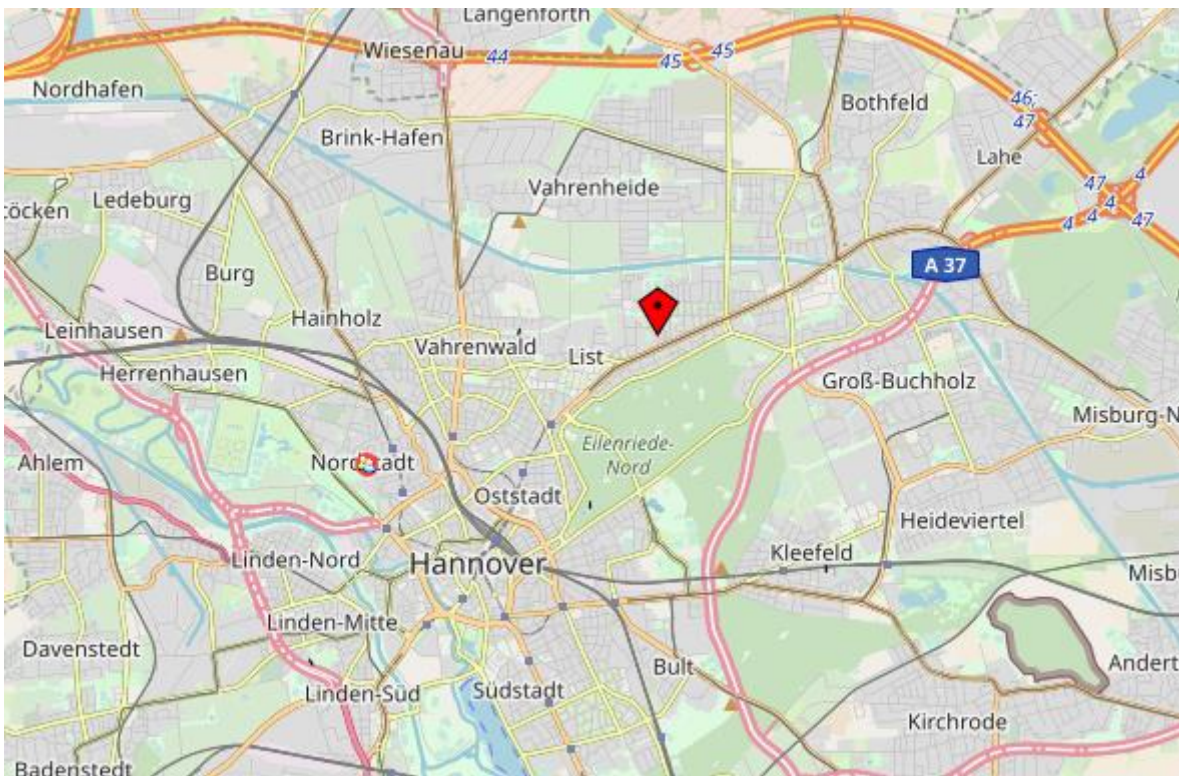 Langenforth
Wiesenau
44
45
45
Nordhafen
Brink-Hafen
46;
47
Bothfeld
Lahe
Vahrenheide
Ledeburg
öcken
47
4
4
4
4
47
Burg
A 37
Leinhausen
Hainholz
Vahrenwald
List
Herrenhausen
Groß-Buchholz
Misburg-N
Ahlem
Nordstadt
Eilenriede-
Nord
Oststadt
Heideviertel
Linden-Nord
Hannover
Kleefeld
Misb
Linden-Mitte
Davenstedt
Bult
Andert
Linden-Süd
Südstadt
Kirchrode
Badenstedt